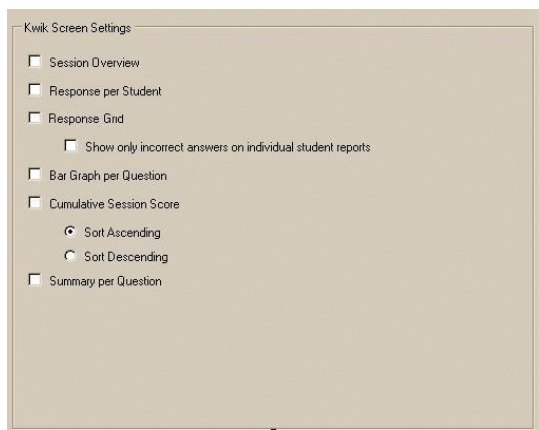 Kwik Screen Settings
Session Overview
Response per Student
Response Grid
Show only incorrect answers on individual student reports
Bar Graph per Question
Cumulative Session Score
Sort Ascending
Sort Descending
Summary per Question